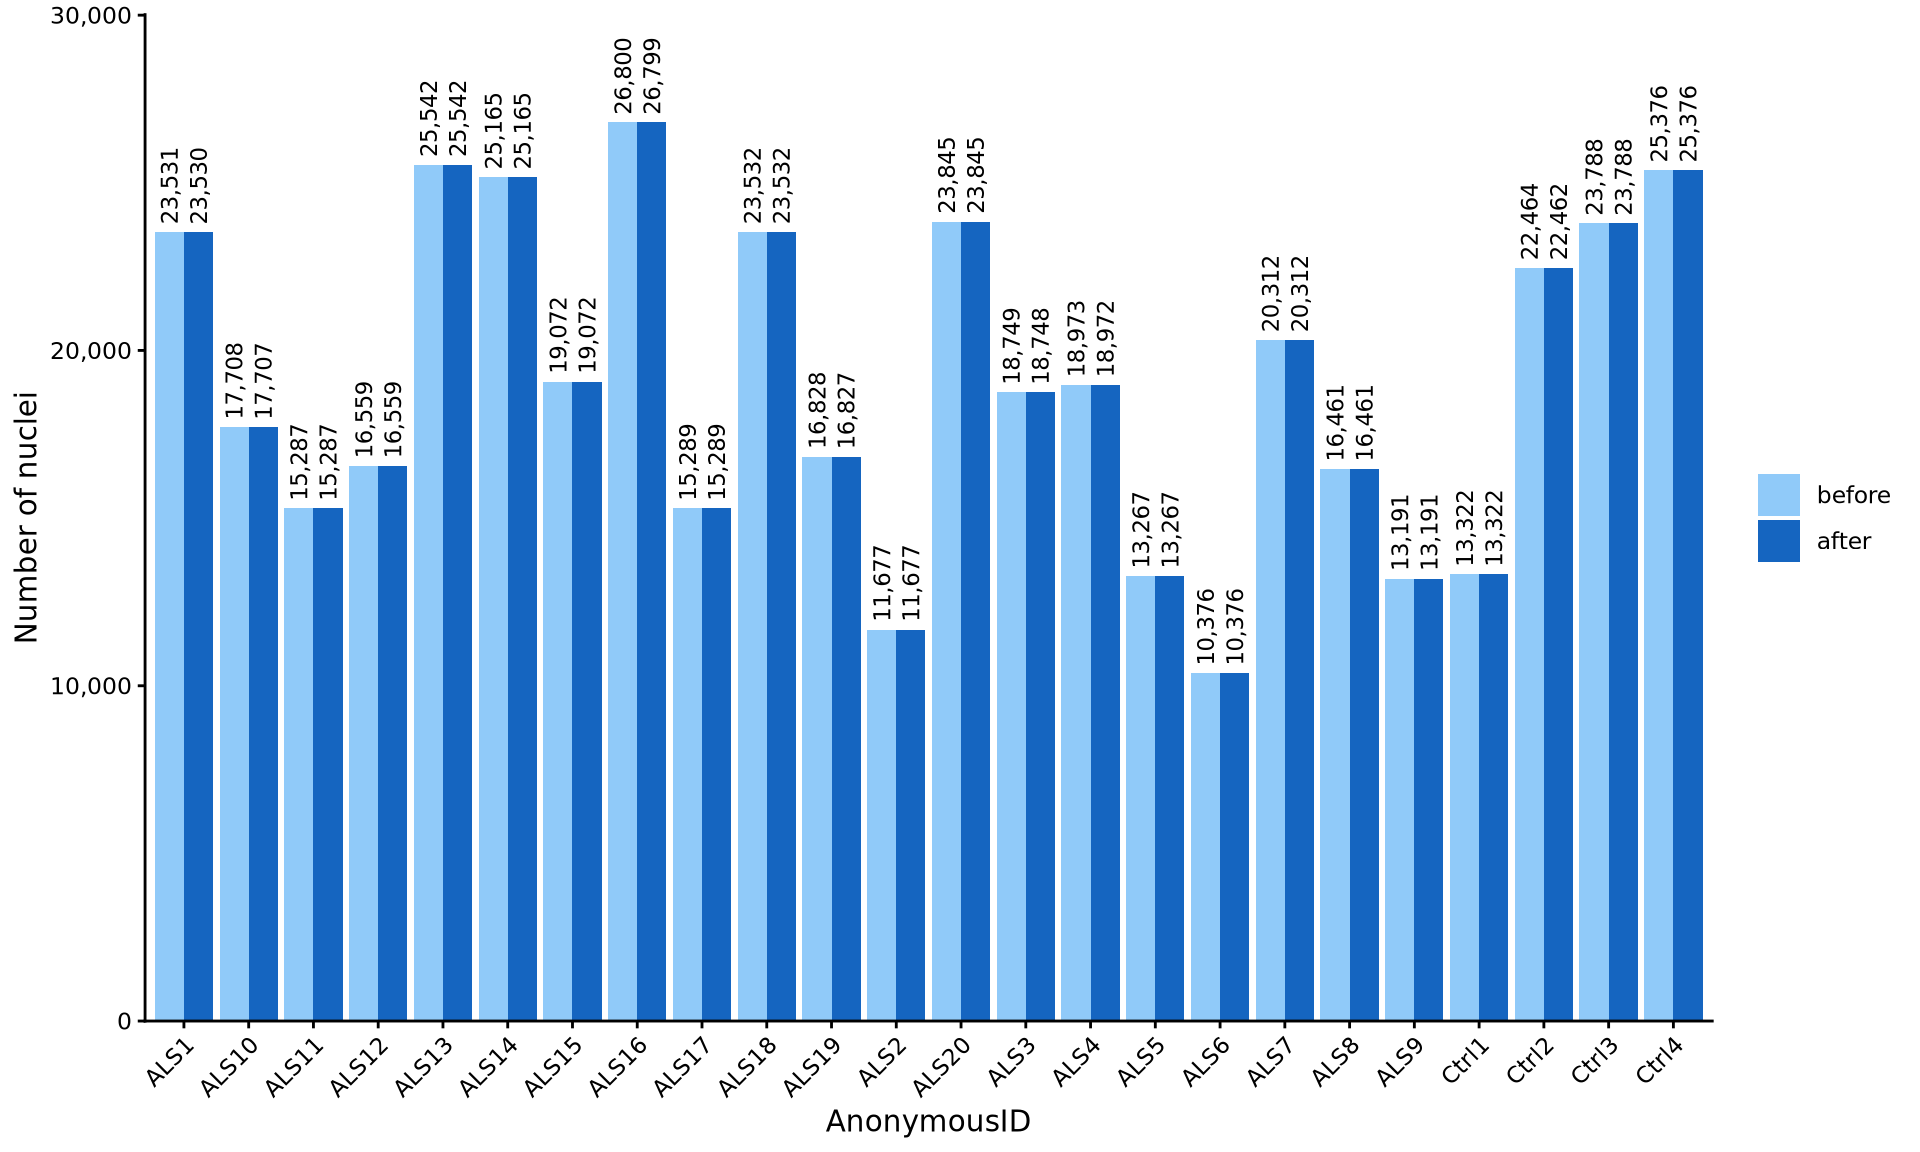 30,000
20,000
10,000
0
Number of nuclei
23,531
23,530
17,708
17,707
15,287
15,287
16,559
16,559
25,542
25,542
25,165
25,165
19,072
19,072
26,800
26,799
15,289
15,289
23,532
23,532
16,828
16,827
11,677
11,677
23,845
23,845
18,749
18,748
18,973
18,972
13,267
13,267
10,376
10,376
20,312
20,312
16,461
16,461
13,191
13,191
13,322
13,322
22,464
22,462
23,788
23,788
25,376
25,376
ALS1
ALS10
ALS11
ALS12
ALS13
ALS14
ALS15
ALS16
ALS17
ALS18
ALS19
ALS2
ALS20
ALS3
ALS4
ALS5
ALS6
ALS7
ALS8
ALS9
Ctrl1
Ctrl2
Ctrl3
Ctrl4
AnonymousID
before
after